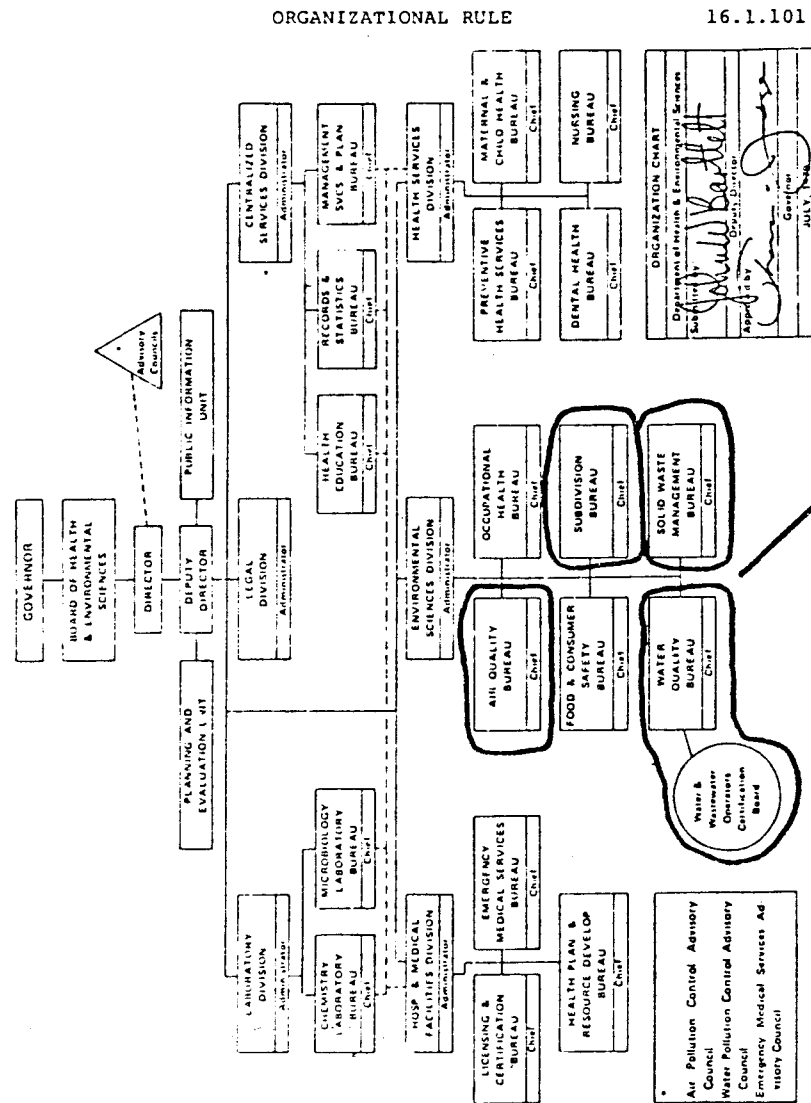 ORGANIZATIONAL RULE
16.1.101
GOVERNOR
BOARD OF HEALTH
& ENVIRONMENTAL
SCIENCES
DIRECTOR
Advisory
Councils
*
PLANNING AND
EVALUATION UNIT
DEPUTY
DIRECTOR
PUBLIC INFORMATION
UNIT
LABORATORY
DIVISION
Administrator
LEGAL
DIVISION
Administrator
CENTRALIZED
SERVICES DIVISION
Administrator
CHEMISTRY
LABORATORY
BUREAU
Chief
MICROBIOLOGY
LABORATORY
BUREAU
Chief
HEALTH
EDUCATION
BUREAU
Chief
RECORDS &
STATISTICS
BUREAU
Chief
MANAGEMENT
SVCS & PLAN
BUREAU
Chief
HOSP & MEDICAL
FACILITIES DIVISION
Administrator
ENVIRONMENTAL
SCIENCES DIVISION
Administrator
HEALTH SERVICES
DIVISION
Administrator
LICENSING &
CERTIFICATION
BUREAU
Chief
EMERGENCY
MEDICAL SERVICES
BUREAU
Chief
AIR QUALITY
BUREAU
Chief
OCCUPATIONAL
HEALTH
BUREAU
Chief
PREVENTIVE
HEALTH SERVICES
BUREAU
Chief
MATERNAL &
CHILD HEALTH
BUREAU
Chief
HEALTH PLAN &
RESOURCE DEVELOP
BUREAU
Chief
FOOD & CONSUMER
SAFETY
BUREAU
Chief
SUBDIVISION
BUREAU
Chief
DENTAL HEALTH
BUREAU
Chief
NURSING
BUREAU
Chief
WATER
QUALITY
BUREAU
Chief
SOLID WASTE
MANAGEMENT
BUREAU
Chief
Water &
Wastewater
Operators
Certification
Board
*
Air Pollution Control Advisory
Council
Water Pollution Control Advisory
Council
Emergency Medical Services Ad-
visory Council
ORGANIZATION CHART
Department of Health & Environmental Sciences
Submitted by
Bartlett
Deputy Director
Approved by
Governor
JULY,